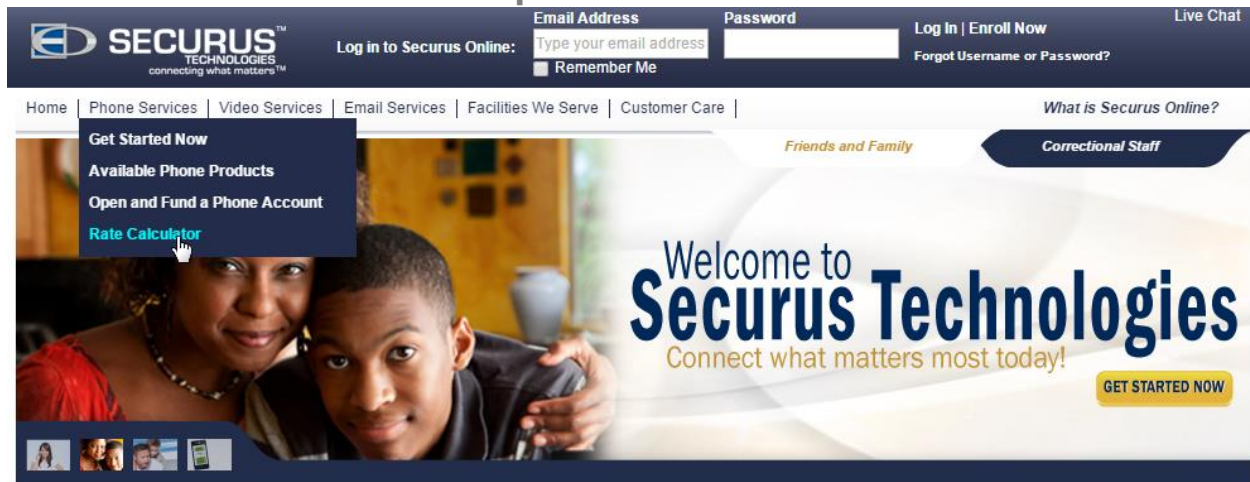 SECURUS™
TECHNOLOGIES
connecting what matters™
Log in to Securus Online:
Email Address
Type your email address
Remember Me
Password
Log In | Enroll Now
Forgot Username or Password?
Live Chat
Home | Phone Services | Video Services | Email Services | Facilities We Serve | Customer Care |
What is Securus Online?
Get Started Now
Available Phone Products
Open and Fund a Phone Account
Rate Calculator
Friends and Family
Correctional Staff
Welcome to
Securus Technologies
Connect what matters most today!
GET STARTED NOW